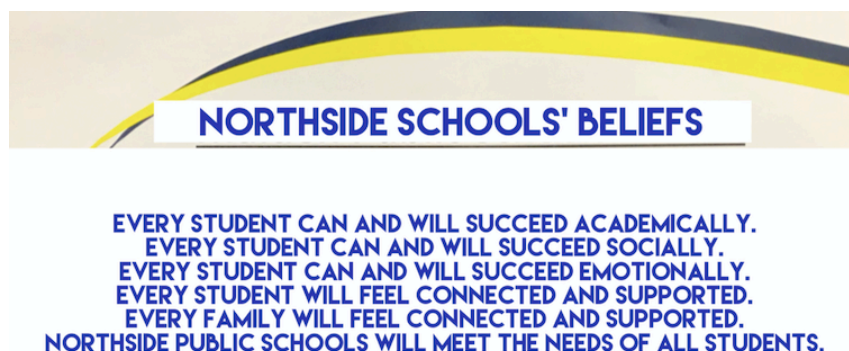 NORTHSIDE SCHOOLS' BELIEFS
EVERY STUDENT CAN AND WILL SUCCEED ACADEMICALLY.
EVERY STUDENT CAN AND WILL SUCCEED SOCIALLY.
EVERY STUDENT CAN AND WILL SUCCEED EMOTIONALLY.
EVERY STUDENT WILL FEEL CONNECTED AND SUPPORTED.
EVERY FAMILY WILL FEEL CONNECTED AND SUPPORTED.
NORTHSIDE PUBLIC SCHOOLS WILL MEET THE NEEDS OF ALL STUDENTS.